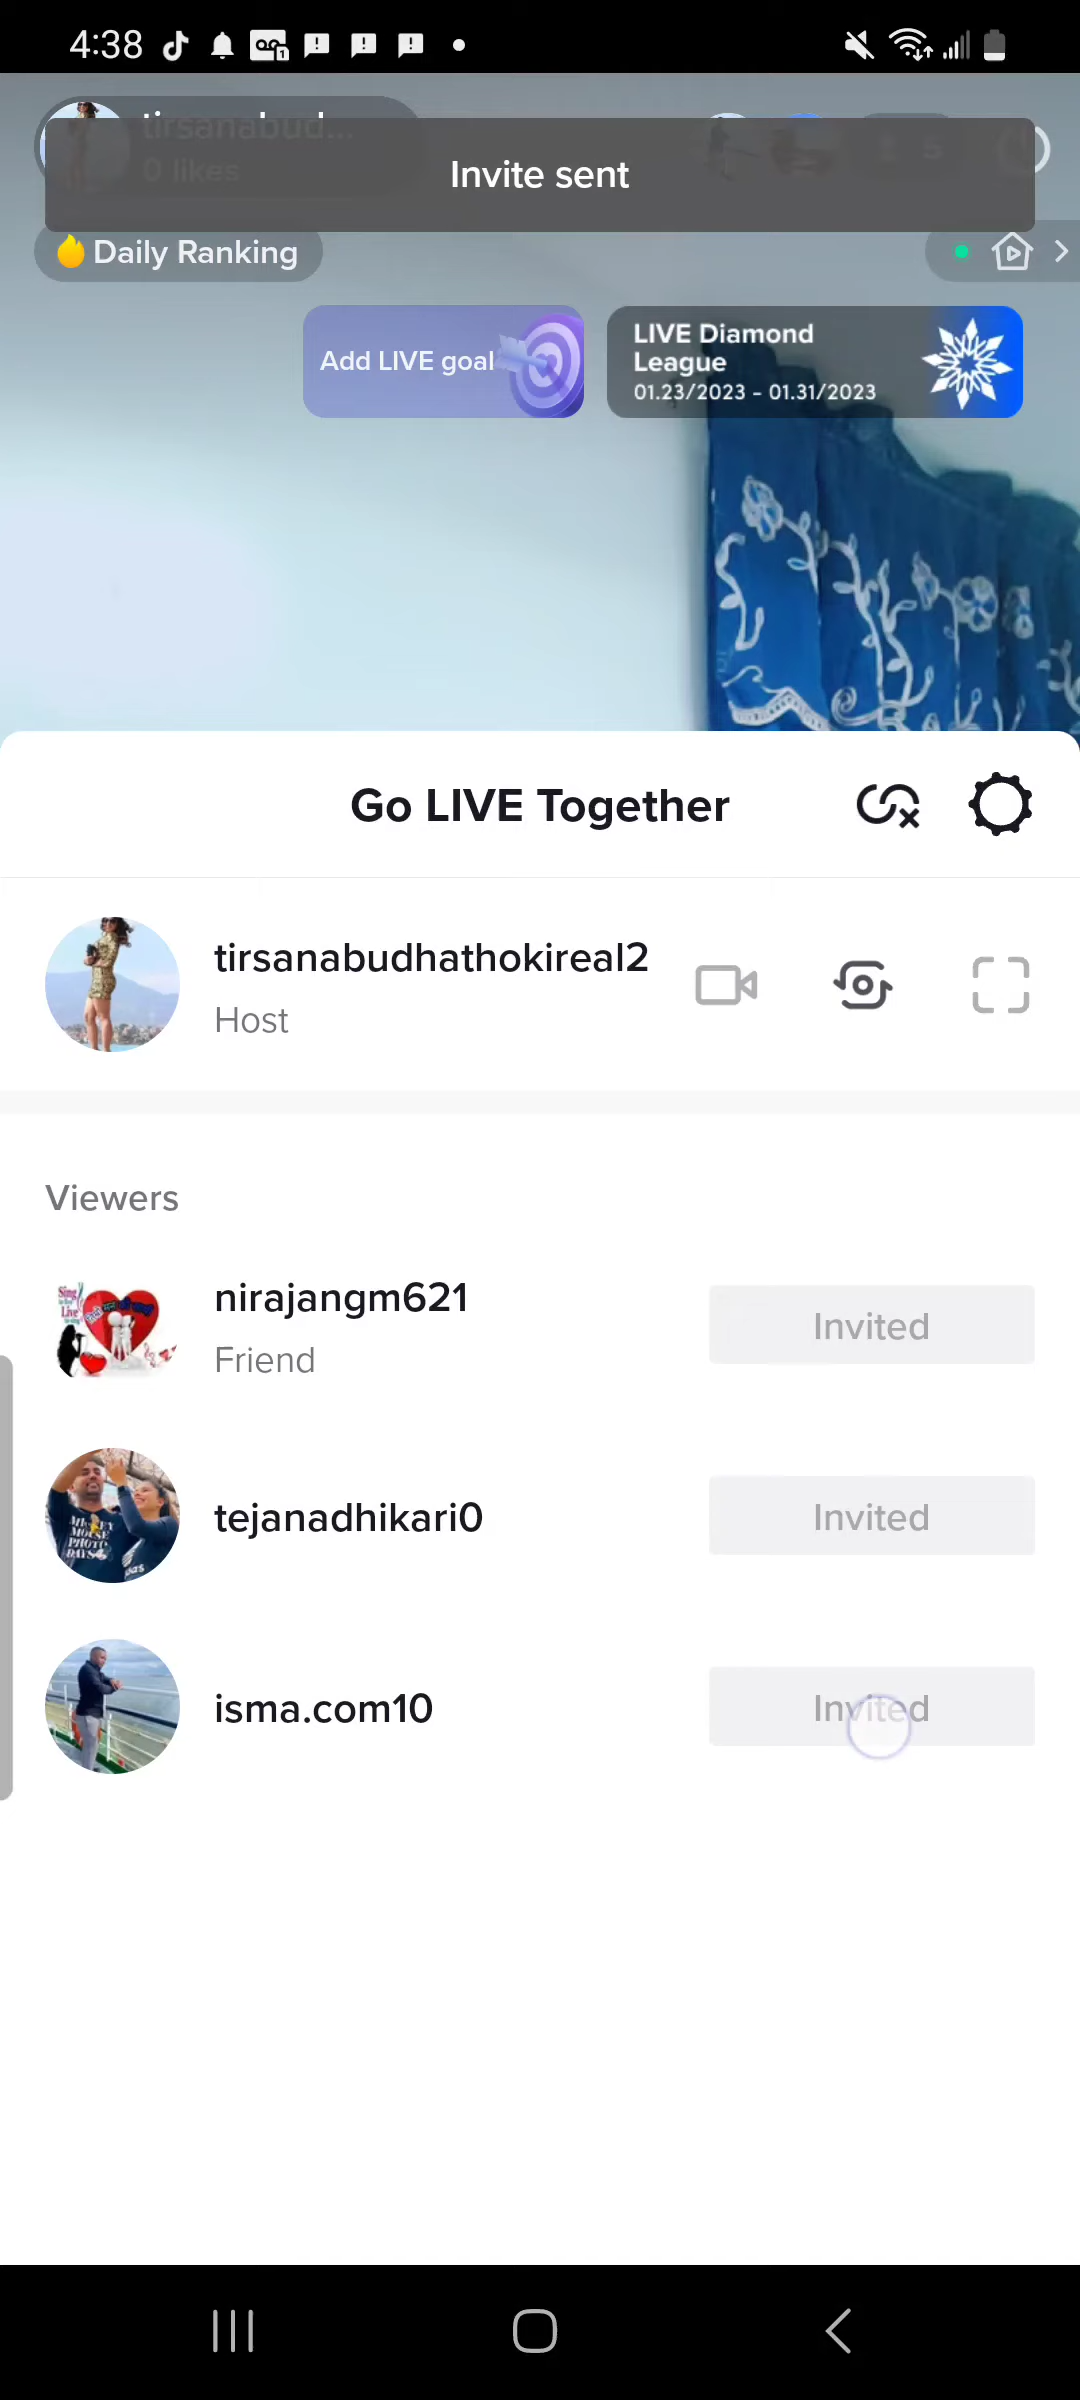 4:38
tirsanabud...
0 likes
Invite sent
Daily Ranking
Add LIVE goal
LIVE Diamond
League
01.23/2023 - 01.31/2023
Go LIVE Together
tirsanabudhathokireal2
Host
Viewers
nirajangm621
Friend
Invited
tejanadhikari0
Invited
isma.com10
Invited